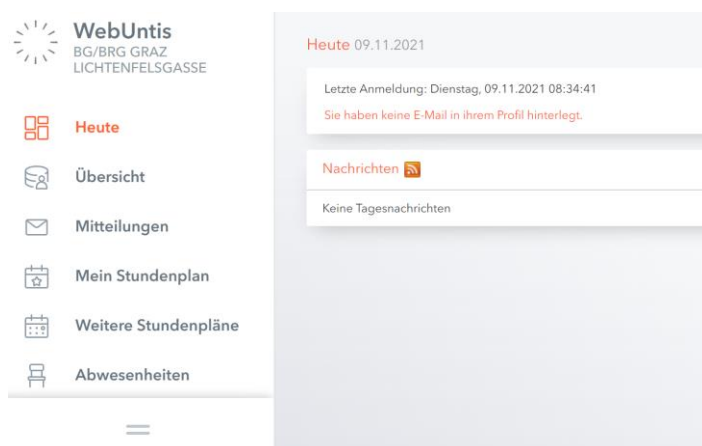 WebUntis
BG/BRG GRAZ
LICHTENFELSGASSE
Heute
Übersicht
Mitteilungen
Mein Stundenplan
Weitere Stundenpläne
Abwesenheiten
Heute 09.11.2021
Letzte Anmeldung: Dienstag, 09.11.2021 08:34:41
Sie haben keine E-Mail in ihrem Profil hinterlegt.
Nachrichten
Keine Tagesnachrichten